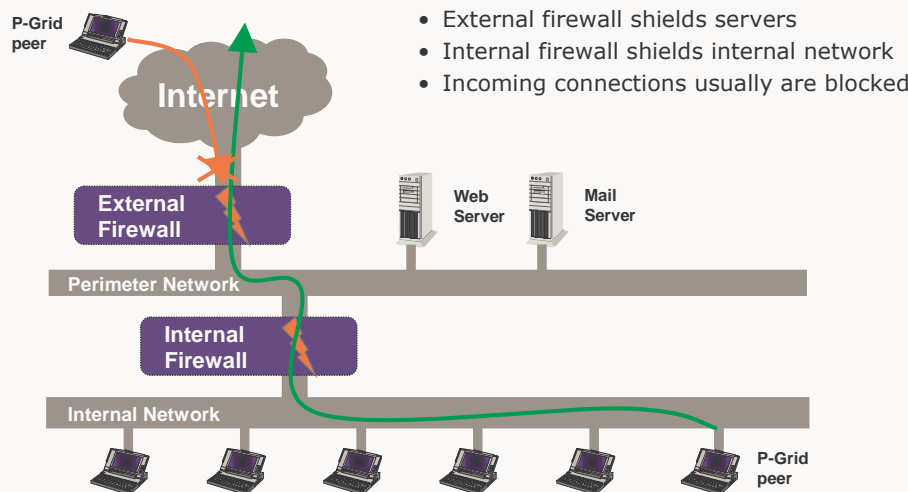 P-Grid
peer
• External firewall shields servers
• Internal firewall shields internal network
• Incoming connections usually are blocked
Internet
External
Firewall
Web
Server
Mail
Server
Perimeter Network
Internal
Firewall
Internal Network
P-Grid
peer